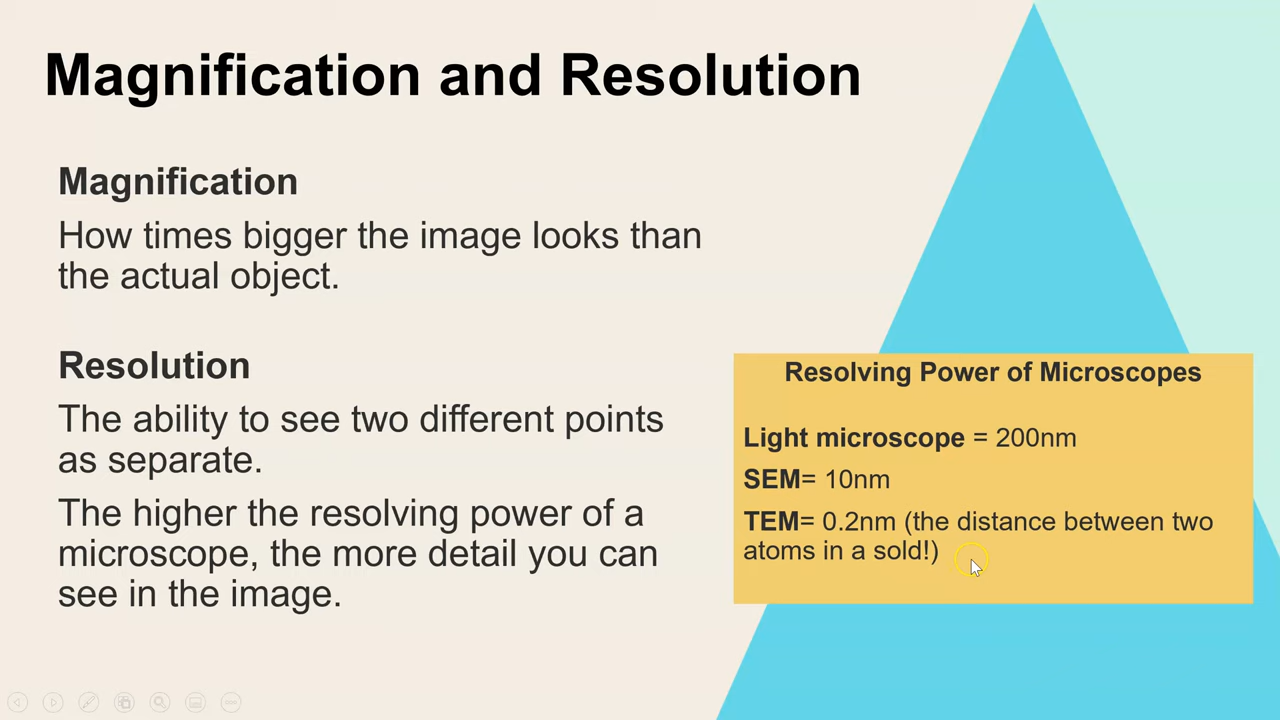 Magnification and Resolution
Magnification
How times bigger the image looks than
the actual object.
Resolution
The ability to see two different points
as separate.
The higher the resolving power of a
microscope, the more detail you can
see in the image.
Resolving Power of Microscopes
Light microscope = 200nm
SEM= 10nm
TEM= 0.2nm (the distance between two
atoms in a sold!)